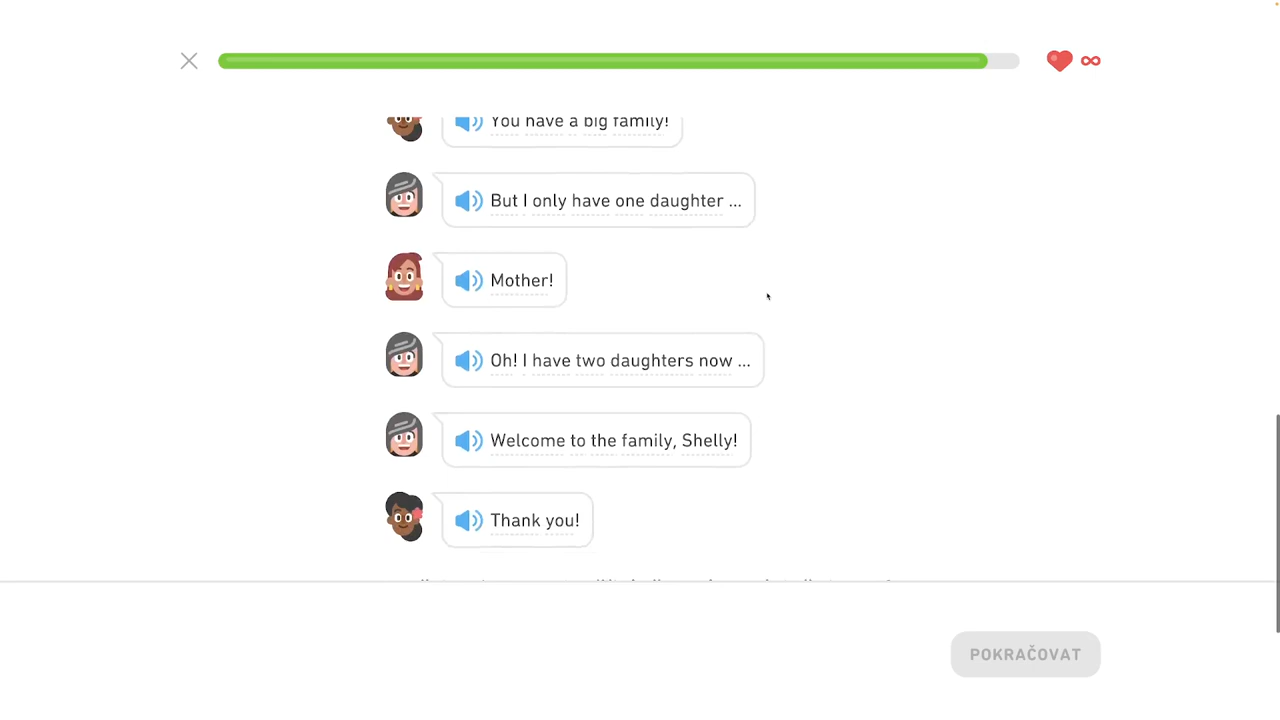 You have a big family!
But I only have one daughter ...
Mother!
Oh! I have two daughters now ...
Welcome to the family, Shelly!
Thank you!
POKRAČOVAT